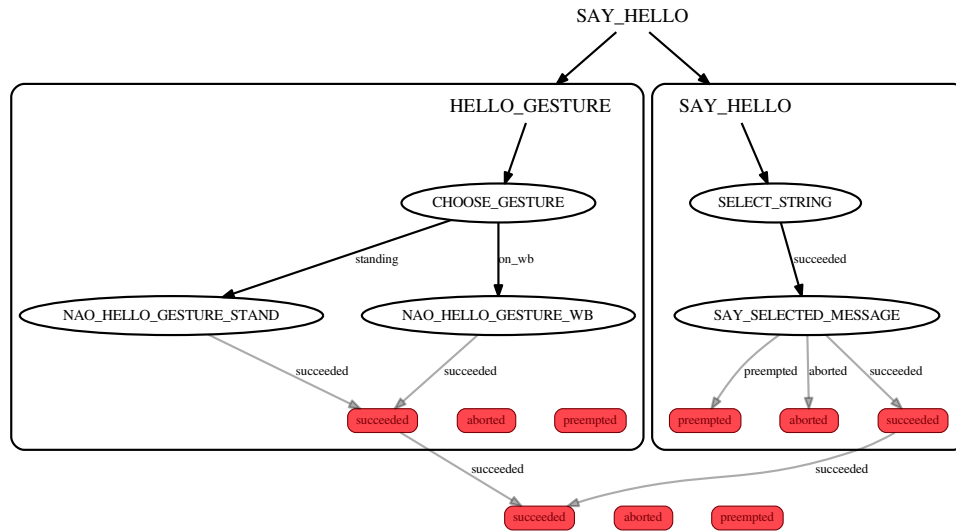 SAY_HELLO
HELLO_GESTURE
SAY_HELLO
CHOOSE_GESTURE
SELECT_STRING
standing
on_wb
succeeded
NAO_HELLO_GESTURE_STAND
NAO_HELLO_GESTURE_WB
SAY_SELECTED_MESSAGE
succeeded
succeeded
preempted
aborted
succeeded
succeeded
aborted
preempted
preempted
aborted
succeeded
succeeded
succeeded
succeeded
aborted
preempted